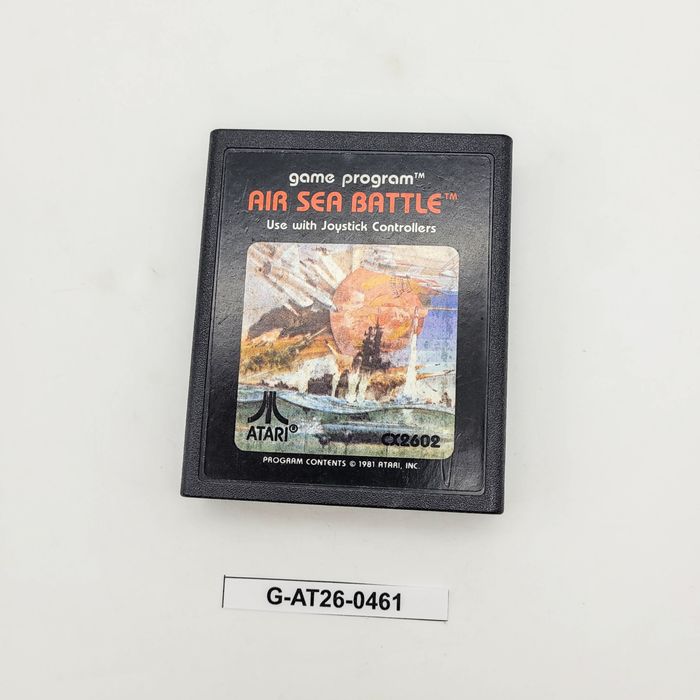 game program™
AIR SEA BATTLE™
Use with Joystick Controllers
ATARI®
CX2602
PROGRAM CONTENTS © 1981 ATARI, INC.
G-AT26-0461